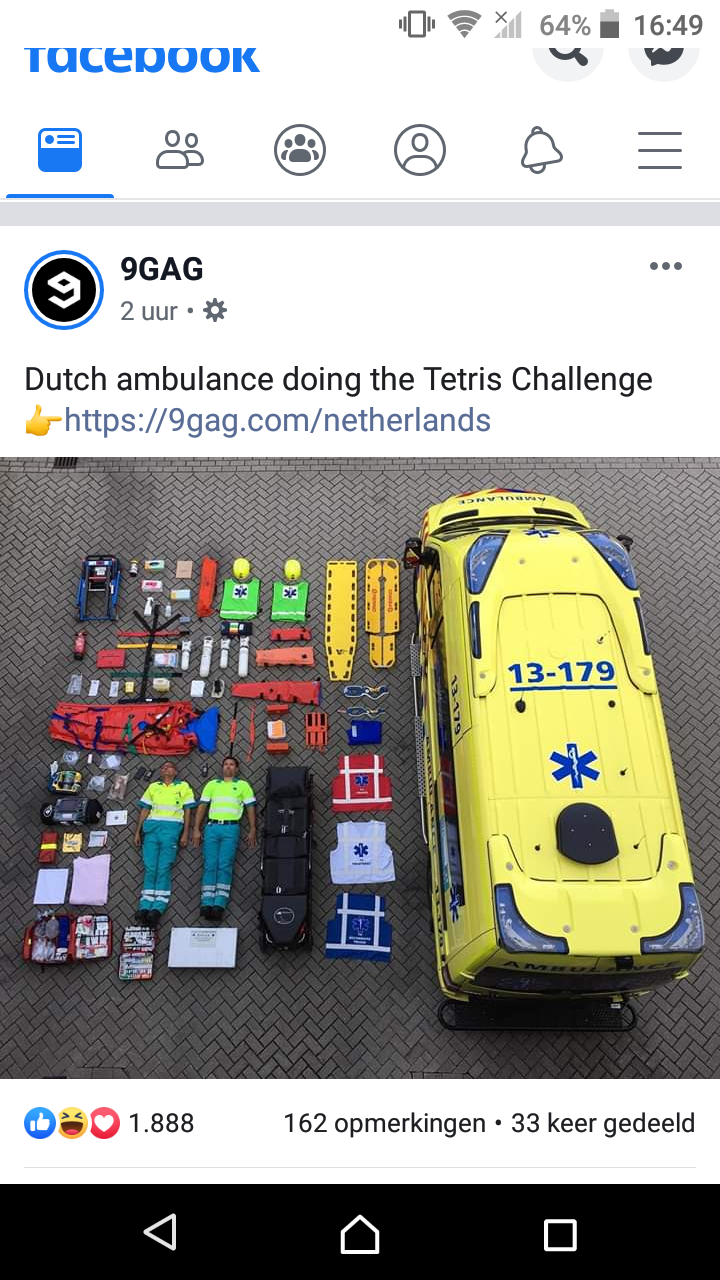 64% 16:49
facebook
9GAG
2 uur •
Dutch ambulance doing the Tetris Challenge
👉https://9gag.com/netherlands
AMBULANCE
13-179
13-179
AMBULANCE
1.888
162 opmerkingen • 33 keer gedeeld